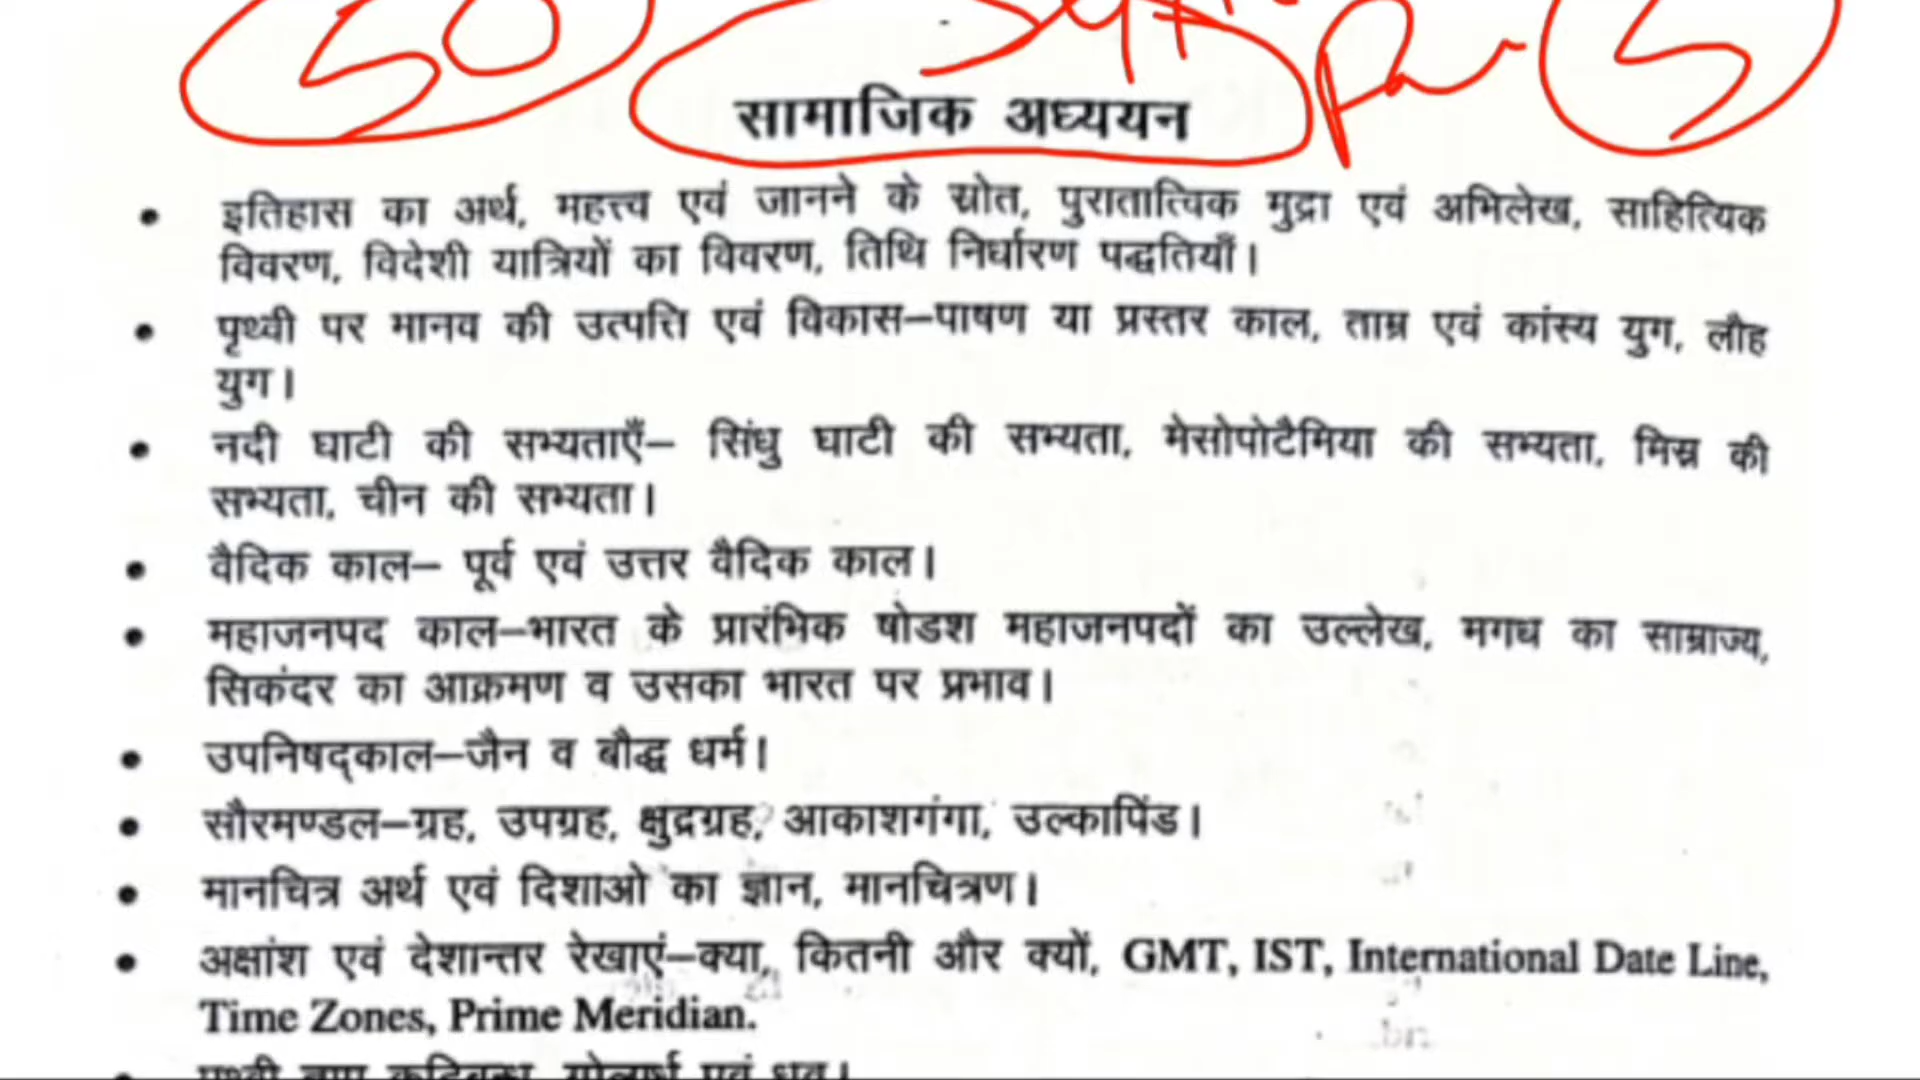 50
5
सामाजिक अध्ययन
• इतिहास का अर्थ, महत्त्व एवं जानने के स्रोत, पुरातात्विक मुद्रा एवं अभिलेख, साहित्यिक
विवरण, विदेशी यात्रियों का विवरण, तिथि निर्धारण पद्धतियाँ।
• पृथ्वी पर मानव की उत्पत्ति एवं विकास–पाषण या प्रस्तर काल, ताम्र एवं कांस्य युग, लौह
युग।
• नदी घाटी की सभ्यताएँ– सिंधु घाटी की सभ्यता, मेसोपोटैमिया की सभ्यता, मिस्र की
सभ्यता, चीन की सभ्यता।
• वैदिक काल– पूर्व एवं उत्तर वैदिक काल।
• महाजनपद काल–भारत के प्रारंभिक षोडश महाजनपदों का उल्लेख, मगध का साम्राज्य,
सिकंदर का आक्रमण व उसका भारत पर प्रभाव।
• उपनिषद्काल–जैन व बौद्ध धर्म।
• सौरमण्डल–ग्रह, उपग्रह, क्षुद्रग्रह, आकाशगंगा, उल्कापिंड।
• मानचित्र अर्थ एवं दिशाओ का ज्ञान, मानचित्रण।
• अक्षांश एवं देशान्तर रेखाएं–क्या, कितनी और क्यों, GMT, IST, International Date Line,
Time Zones, Prime Meridian.